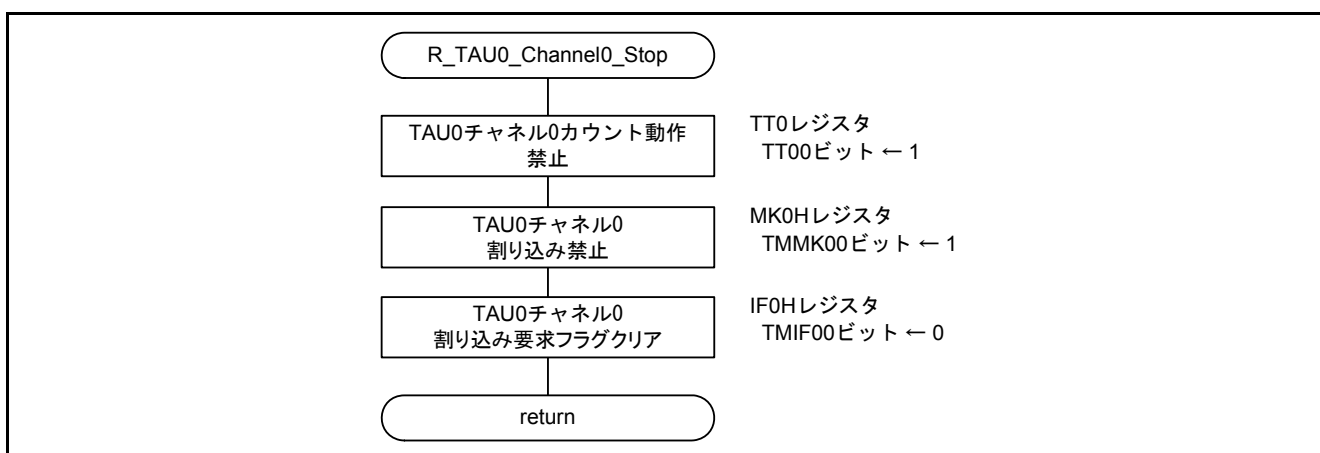 R_TAU0_Channel0_Stop
TAU0チャネル0カウント動作
禁止
TT0レジスタ
TT00ビット ← 1
TAU0チャネル0
割り込み禁止
MK0Hレジスタ
TMMK00ビット ← 1
TAU0チャネル0
割り込み要求フラグクリア
IF0Hレジスタ
TMIF00ビット ← 0
return